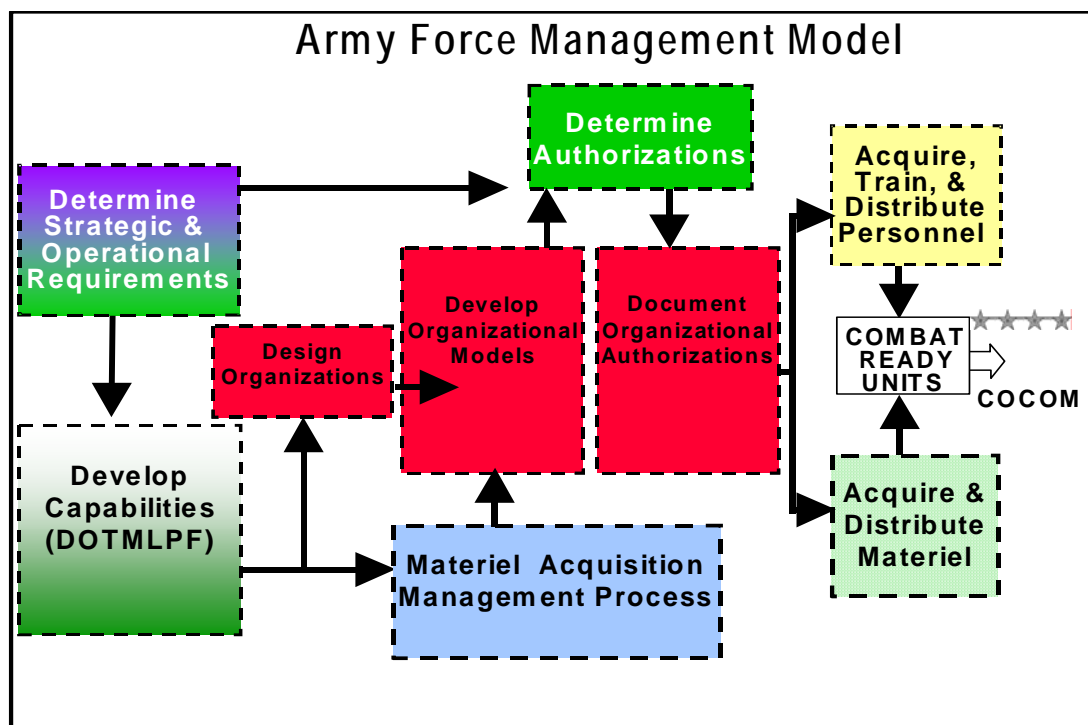 Army Force Management Model
Determine
Authorizations
Acquire,
Train, &
Distribute
Personnel
Determine
Strategic &
Operational
Requirements
Develop
Organizational
Models
Document
Organizational
Authorizations
Design
Organizations
COMBAT
READY
UNITS
COCOM
Develop
Capabilities
(DOTMLPF)
Acquire &
Distribute
Materiel
Materiel Acquisition
Management Process